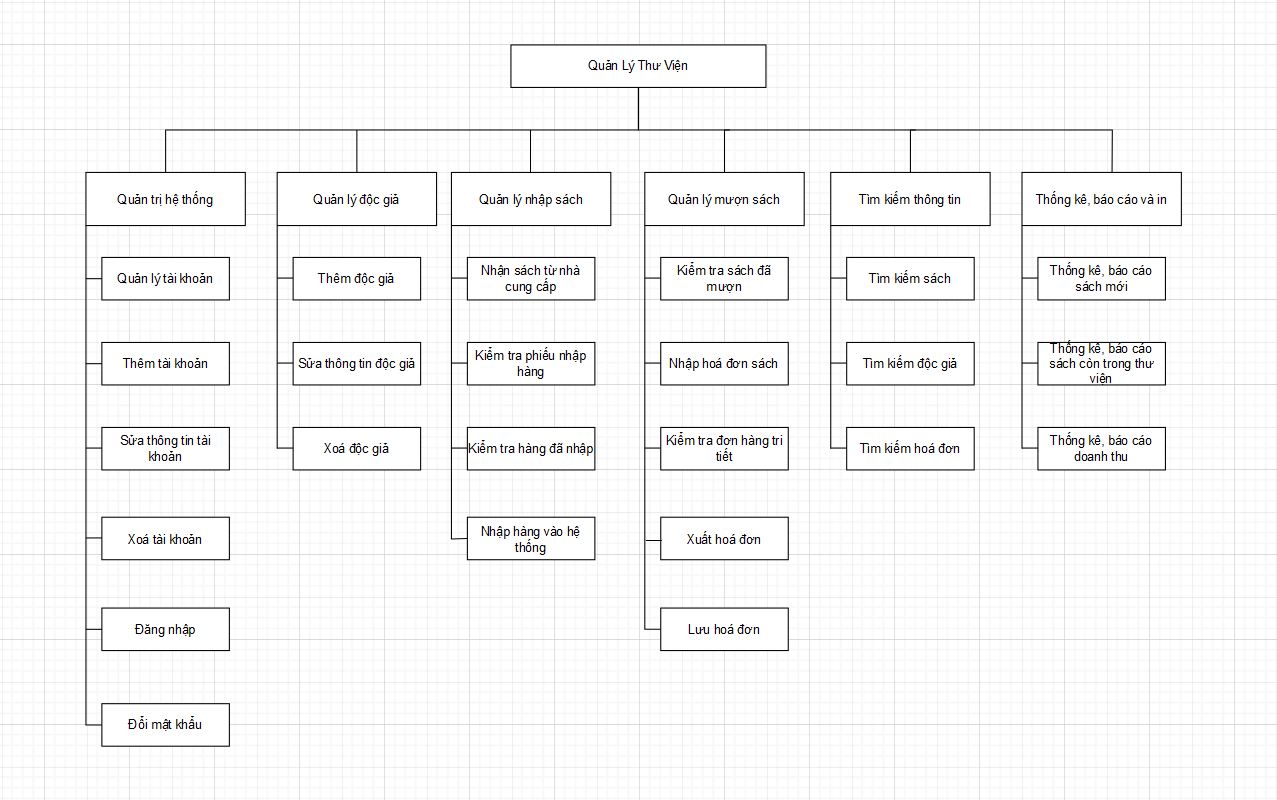 Quản Lý Thư Viện
Quản trị hệ thống
Quản lý tài khoản
Thêm tài khoản
Sửa thông tin tài
khoản
Xoá tài khoản
Đăng nhập
Đổi mật khẩu
Quản lý độc giả
Thêm độc giả
Sửa thông tin độc giả
Xoá độc giả
Quản lý nhập sách
Nhận sách từ nhà
cung cấp
Kiểm tra phiếu nhập
hàng
Kiểm tra hàng đã nhập
Nhập hàng vào hệ
thống
Quản lý mượn sách
Kiểm tra sách đã
mượn
Nhập hoá đơn sách
Kiểm tra đơn hàng tri
tiết
Xuất hoá đơn
Lưu hoá đơn
Tìm kiếm thông tin
Tìm kiếm sách
Tìm kiếm độc giả
Tìm kiếm hoá đơn
Thống kê, báo cáo và in
Thống kê, báo cáo
sách mới
Thống kê, báo cáo
sách còn trong thư
viện
Thống kê, báo cáo
doanh thu